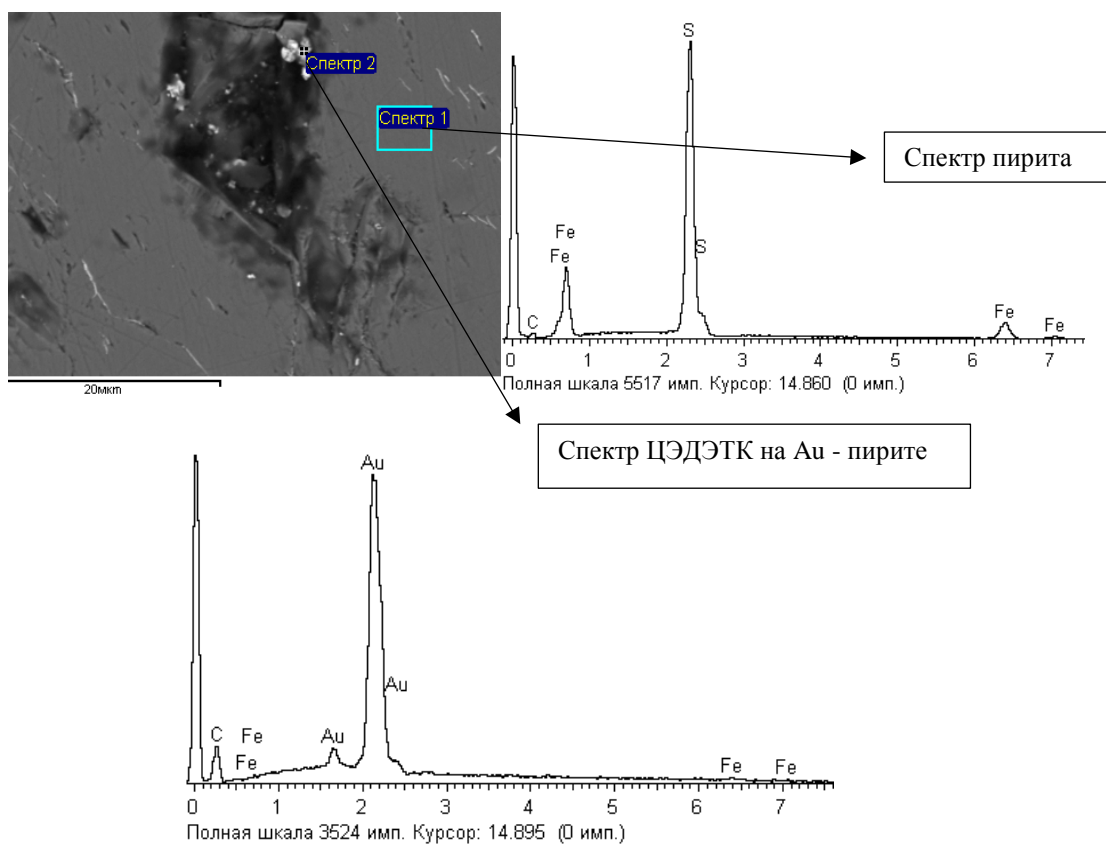 Спектр 2
Спектр 1
20мкm
S
Fe
Fe
S
C
Fe
Fe
0 1 2 3 4 5 6 7
Полная шкала 5517 имп. Курсор: 14.860 (0 имп.)
Спектр пирита
Спектр ЦЭДЭТК на Au - пирите
Au
Au
C
Fe
Fe
Au
Fe
Fe
0 1 2 3 4 5 6 7
Полная шкала 3524 имп. Курсор: 14.895 (0 имп.)